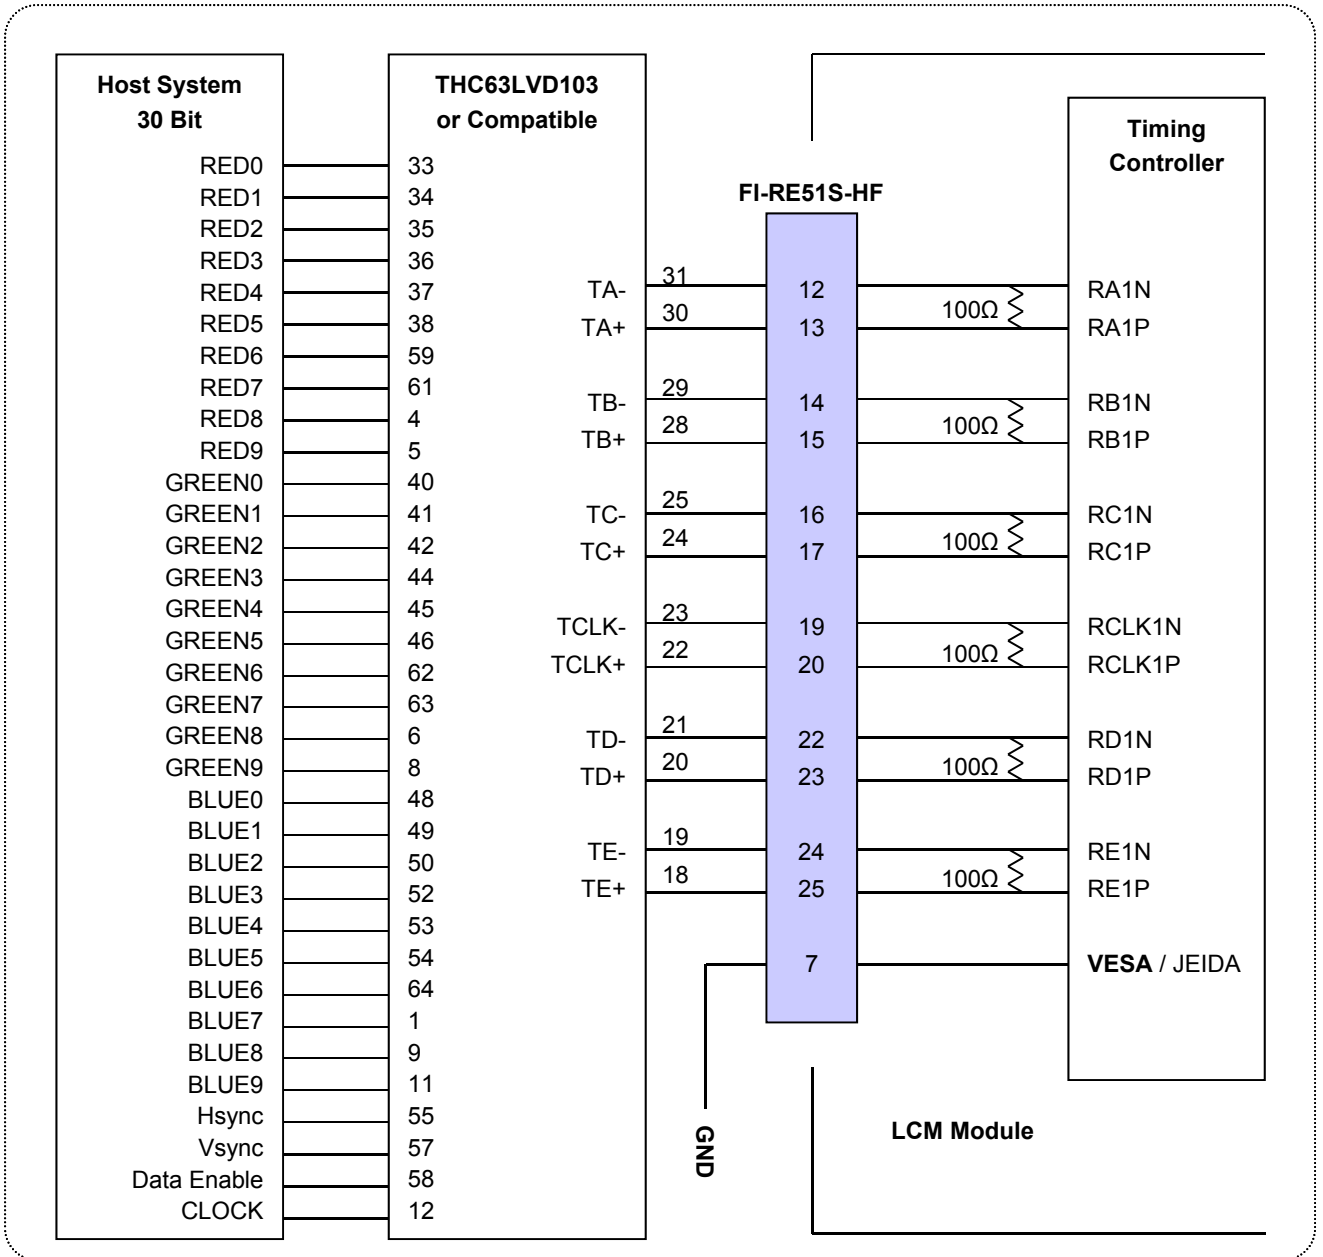 Host System
30 Bit
RED0
RED1
RED2
RED3
RED4
RED5
RED6
RED7
RED8
RED9
GREEN0
GREEN1
GREEN2
GREEN3
GREEN4
GREEN5
GREEN6
GREEN7
GREEN8
GREEN9
BLUE0
BLUE1
BLUE2
BLUE3
BLUE4
BLUE5
BLUE6
BLUE7
BLUE8
BLUE9
Hsync
Vsync
Data Enable
CLOCK
THC63LVD103
or Compatible
33
34
35
36
37
38
59
61
4
5
40
41
42
44
45
46
62
63
6
8
48
49
50
52
53
54
64
1
9
11
55
57
58
12
TA-
TA+
TB-
TB+
TC-
TC+
TCLK-
TCLK+
TD-
TD+
TE-
TE+
31
30
29
28
25
24
23
22
21
20
19
18
GND
FI-RE51S-HF
12
13
14
15
16
17
19
20
22
23
24
25
7
100Ω
100Ω
100Ω
100Ω
100Ω
100Ω
Timing
Controller
RA1N
RA1P
RB1N
RB1P
RC1N
RC1P
RCLK1N
RCLK1P
RD1N
RD1P
RE1N
RE1P
VESA / JEIDA
LCM Module